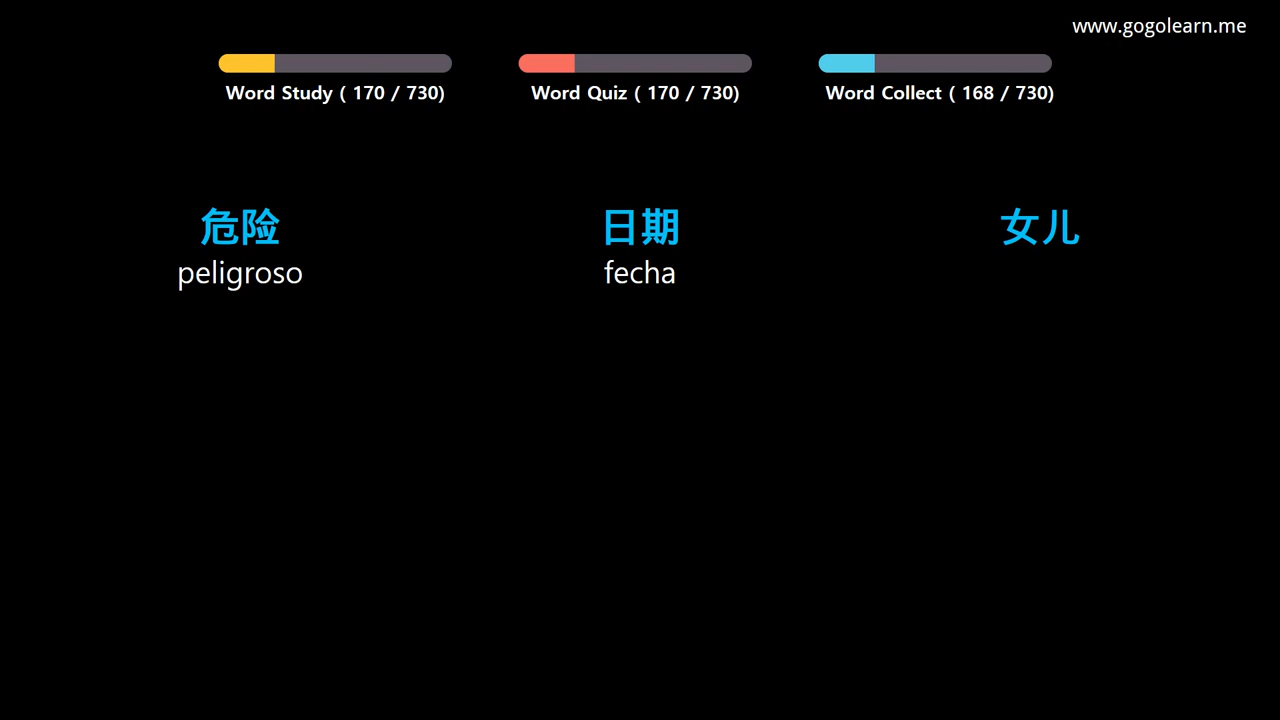 www.gogolearn.me
Word Study ( 170 / 730)
Word Quiz ( 170 / 730)
Word Collect ( 168 / 730)
危险
日期
女儿
peligroso
fecha